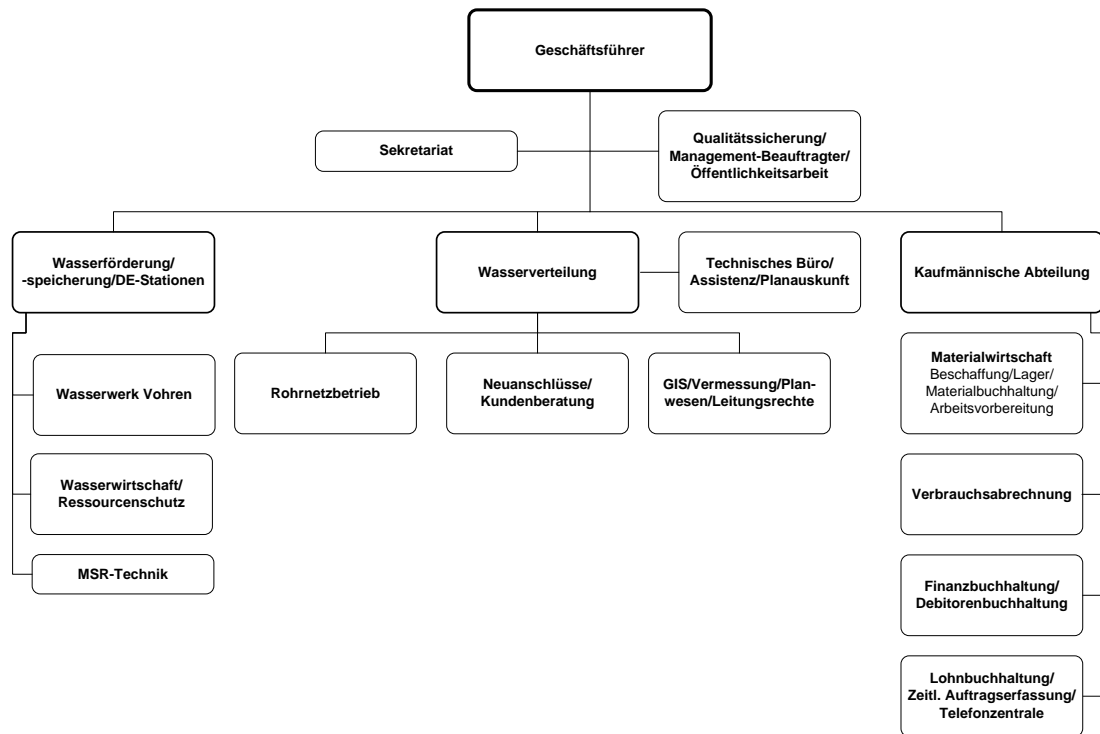 Geschäftsführer
Sekretariat
Qualitätssicherung/
Management-Beauftragter/
Öffentlichkeitsarbeit
Wasserförderung/
-speicherung/DE-Stationen
Wasserverteilung
Technisches Büro/
Assistenz/Planauskunft
Kaufmännische Abteilung
Wasserwerk Vohren
Wasserwirtschaft/
Ressourcenschutz
MSR-Technik
Rohrnetzbetrieb
Neuanschlüsse/
Kundenberatung
GIS/Vermessung/Plan-
wesen/Leitungsrechte
Materialwirtschaft
Beschaffung/Lager/
Materialbuchhaltung/
Arbeitsvorbereitung
Verbrauchsabrechnung
Finanzbuchhaltung/
Debitorenbuchhaltung
Lohnbuchhaltung/
Zeitl. Auftragserfassung/
Telefonzentrale